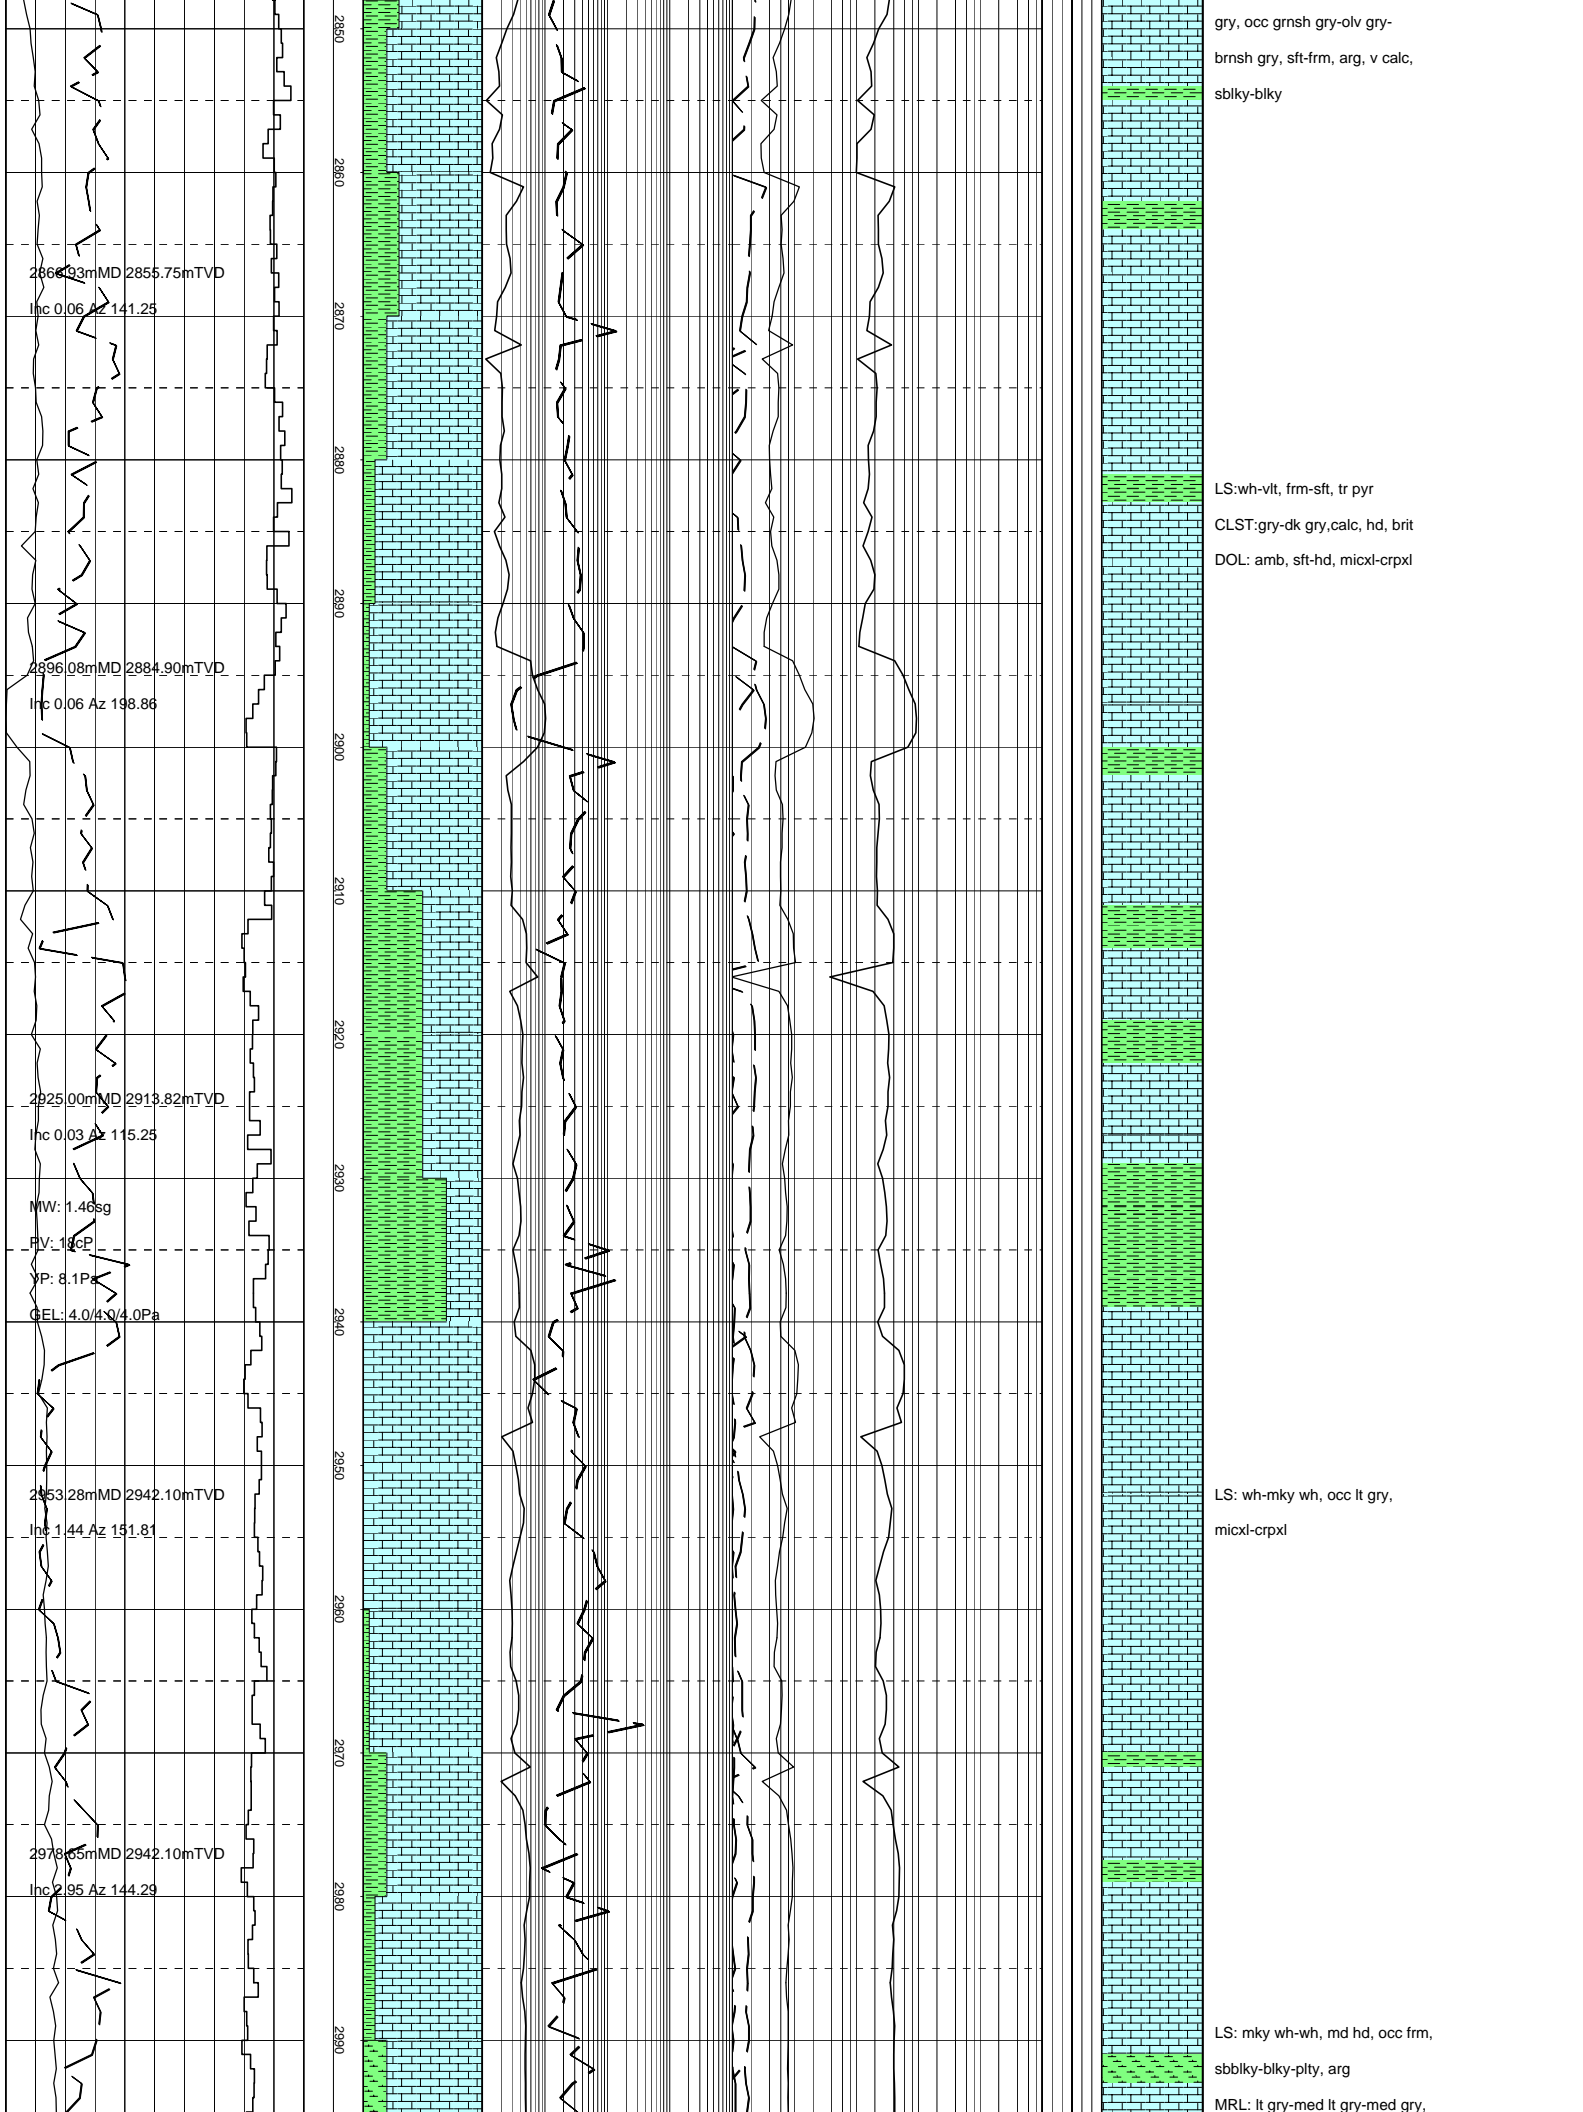 gry, occ grnsh gry-olv gry-
2850
brnsh gry, sft-frm, arg, v calc,
sblky-blky
2860
2866.93mMD 2855.75mTVD
Inc 0.06 Az 141.25
2870
2880
LS:wh-vlt, frm-sft, tr pyr
CLST:gry-dk gry,calc, hd, brit
DOL: amb, sft-hd, micxl-crpxl
2890
2896.08mMD 2884.90mTVD
Inc 0.06 Az 198.86
2900
2910
2920
2925.00mMD 2913.82mTVD
Inc 0.03 Az 115.25
2930
MW: 1.46sg
PV: 18cP
YP: 8.1Pa
GEL: 4.0/4.0/4.0Pa
2940
2950
2953.28mMD 2942.10mTVD
LS: wh-mky wh, occ lt gry,
Inc 1.44 Az 151.81
micxl-crpxl
2960
2970
2978.65mMD 2942.10mTVD
Inc 2.95 Az 144.29
2980
LS: mky wh-wh, md hd, occ frm,
2990
sbblky-blky-plty, arg
MRL: lt gry-med lt gry-med gry,